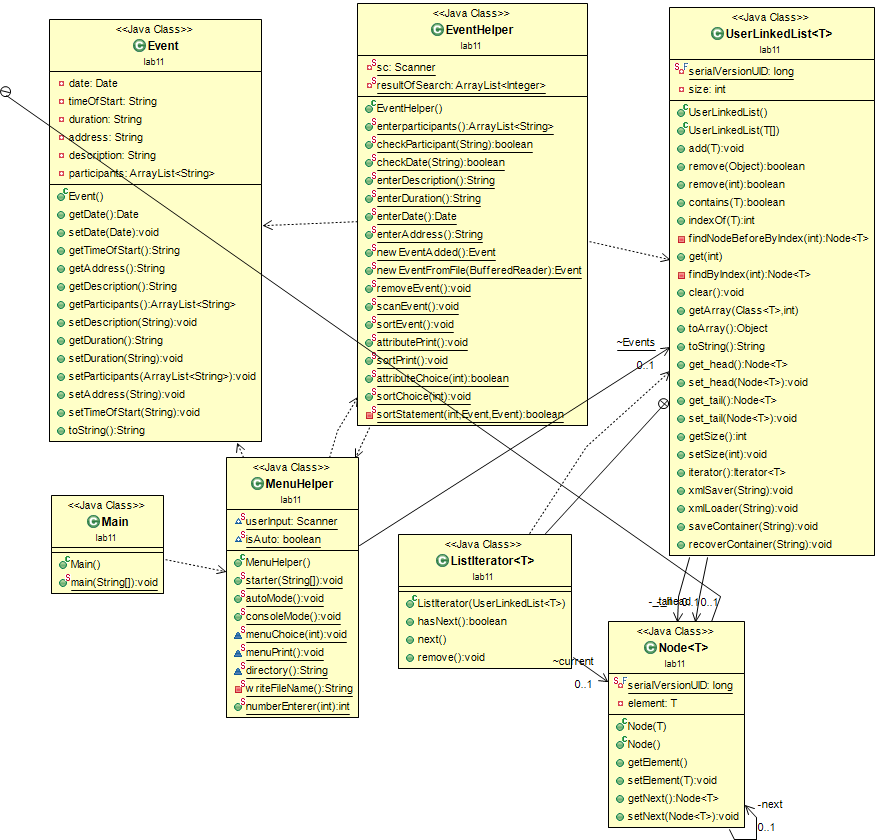 <<Java Class>>
Event
lab11
date: Date
timeOfStart: String
duration: String
address: String
description: String
participants: ArrayList<String>
Event()
getDate():Date
setDate(Date):void
getTimeOfStart():String
getAddress():String
getDescription():String
getParticipants():ArrayList<String>
setDescription(String):void
getDuration():String
setDuration(String):void
setParticipants(ArrayList<String>):void
setAddress(String):void
setTimeOfStart(String):void
toString():String
<<Java Class>>
EventHelper
lab11
sc: Scanner
resultOfSearch: ArrayList<Integer>
EventHelper()
enterparticipants():ArrayList<String>
checkParticipant(String):boolean
checkDate(String):boolean
enterDescription():String
enterDuration():String
enterDate():Date
enterAddress():String
newEventAdded():Event
newEventFromFile(BufferedReader):Event
removeEvent():void
scanEvent():void
sortEvent():void
attributePrint():void
sortPrint():void
attributeChoice(int):boolean
sortChoice(int):void
sortStatement(int,Event,Event):boolean
<<Java Class>>
UserLinkedList<T>
lab11
serialVersionUID: long
size: int
UserLinkedList()
UserLinkedList(T[])
add(T):void
remove(Object):boolean
remove(int):boolean
contains(T):boolean
indexOf(T):int
findNodeBeforeByIndex(int):Node<T>
get(int)
findByIndex(int):Node<T>
clear():void
getArray(Class<T>,int)
toArray():Object
toString():String
get_head():Node<T>
set_head(Node<T>):void
get_tail():Node<T>
set_tail(Node<T>):void
getSize():int
setSize(int):void
iterator():Iterator<T>
xmlSaver(String):void
xmlLoader(String):void
saveContainer(String):void
recoverContainer(String):void
~Events
0..1
<<Java Class>>
Main
lab11
Main()
main(String[]):void
<<Java Class>>
MenuHelper
lab11
userInput: Scanner
isAuto: boolean
MenuHelper()
starter(String[]):void
autoMode():void
consoleMode():void
menuChoice(int):void
menuPrint():void
directory():String
writeFileName():String
numberEnterer(int):int
<<Java Class>>
ListIterator<T>
lab11
ListIterator(UserLinkedList<T>)
hasNext():boolean
next()
remove():void
~current
0..1
0..1
<<Java Class>>
Node<T>
lab11
serialVersionUID: long
element: T
Node(T)
Node()
getElement()
setElement(T):void
getNext():Node<T>
setNext(Node<T>):void
-next
0..1